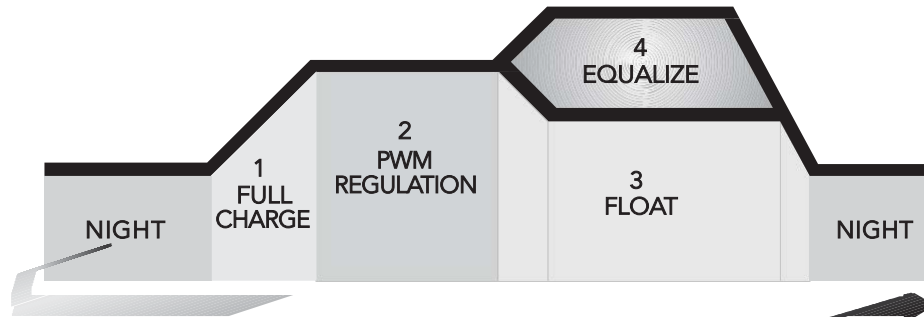 NIGHT
1
FULL
CHARGE
2
PWM
REGULATION
4
EQUALIZE
3
FLOAT
NIGHT